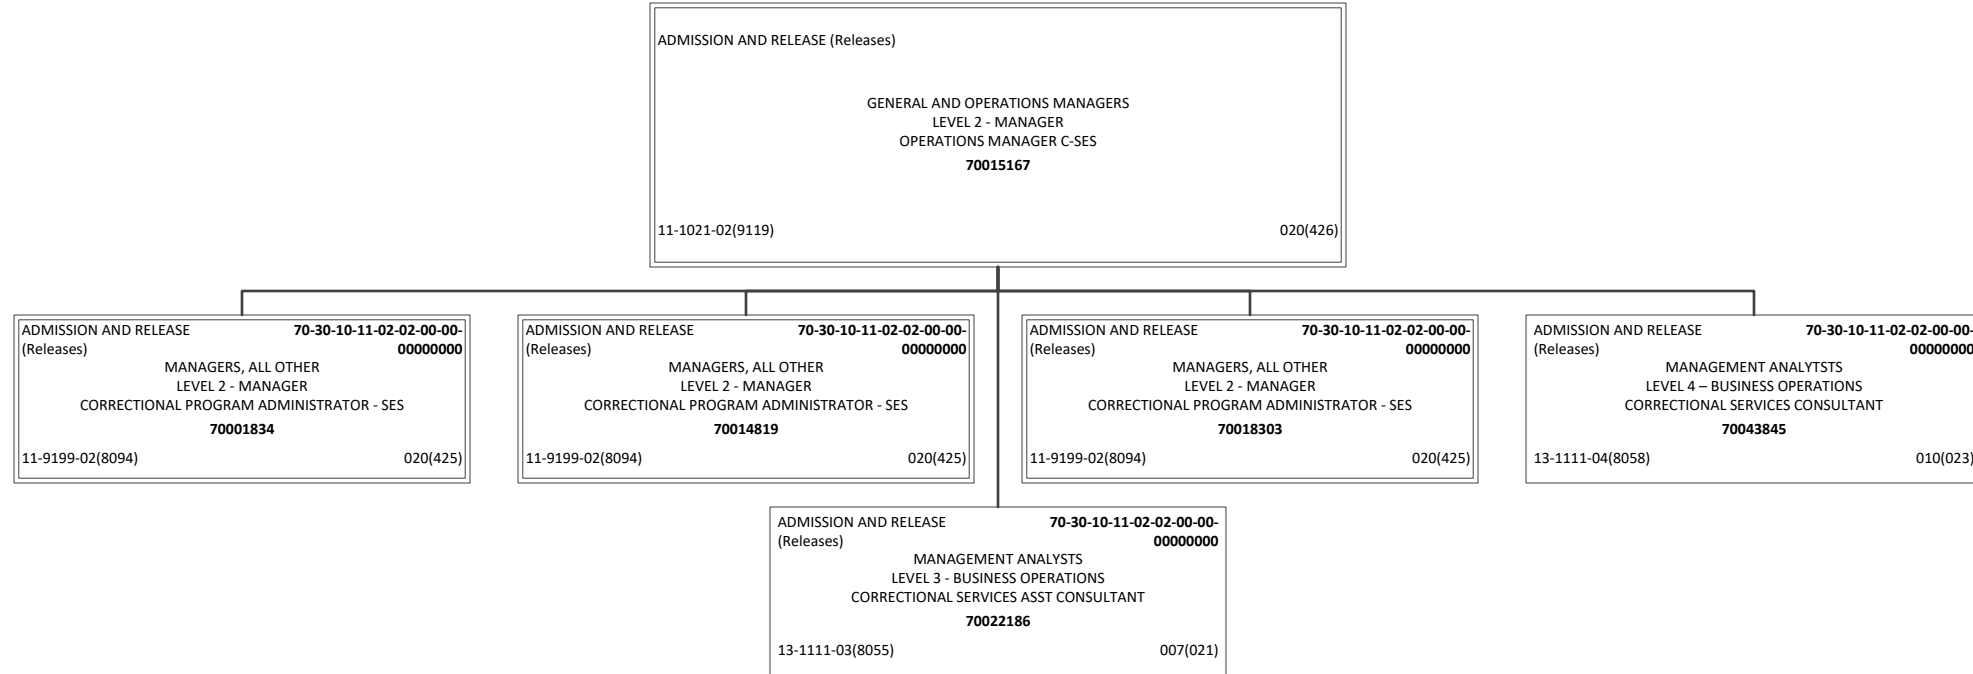 ADMISSION AND RELEASE (Releases)
GENERAL AND OPERATIONS MANAGERS
LEVEL 2 - MANAGER
OPERATIONS MANAGER C-SES
70015167
11-1021-02(9119) 020(426)
ADMISSION AND RELEASE 70-30-10-11-02-02-00-00-
(Releases) 00000000
MANAGERS, ALL OTHER
LEVEL 2 - MANAGER
CORRECTIONAL PROGRAM ADMINISTRATOR - SES
70001834
11-9199-02(8094) 020(425)
ADMISSION AND RELEASE 70-30-10-11-02-02-00-00-
(Releases) 00000000
MANAGERS, ALL OTHER
LEVEL 2 - MANAGER
CORRECTIONAL PROGRAM ADMINISTRATOR - SES
70014819
11-9199-02(8094) 020(425)
ADMISSION AND RELEASE 70-30-10-11-02-02-00-00-
(Releases) 00000000
MANAGERS, ALL OTHER
LEVEL 2 - MANAGER
CORRECTIONAL PROGRAM ADMINISTRATOR - SES
70018303
11-9199-02(8094) 020(425)
ADMISSION AND RELEASE 70-30-10-11-02-02-00-00-
(Releases) 00000000
MANAGEMENT ANALYTSTS
LEVEL 4 – BUSINESS OPERATIONS
CORRECTIONAL SERVICES CONSULTANT
70043845
13-1111-04(8058) 010(023)
ADMISSION AND RELEASE 70-30-10-11-02-02-00-00-
(Releases) 00000000
MANAGEMENT ANALYSTS
LEVEL 3 - BUSINESS OPERATIONS
CORRECTIONAL SERVICES ASST CONSULTANT
70022186
13-1111-03(8055) 007(021)